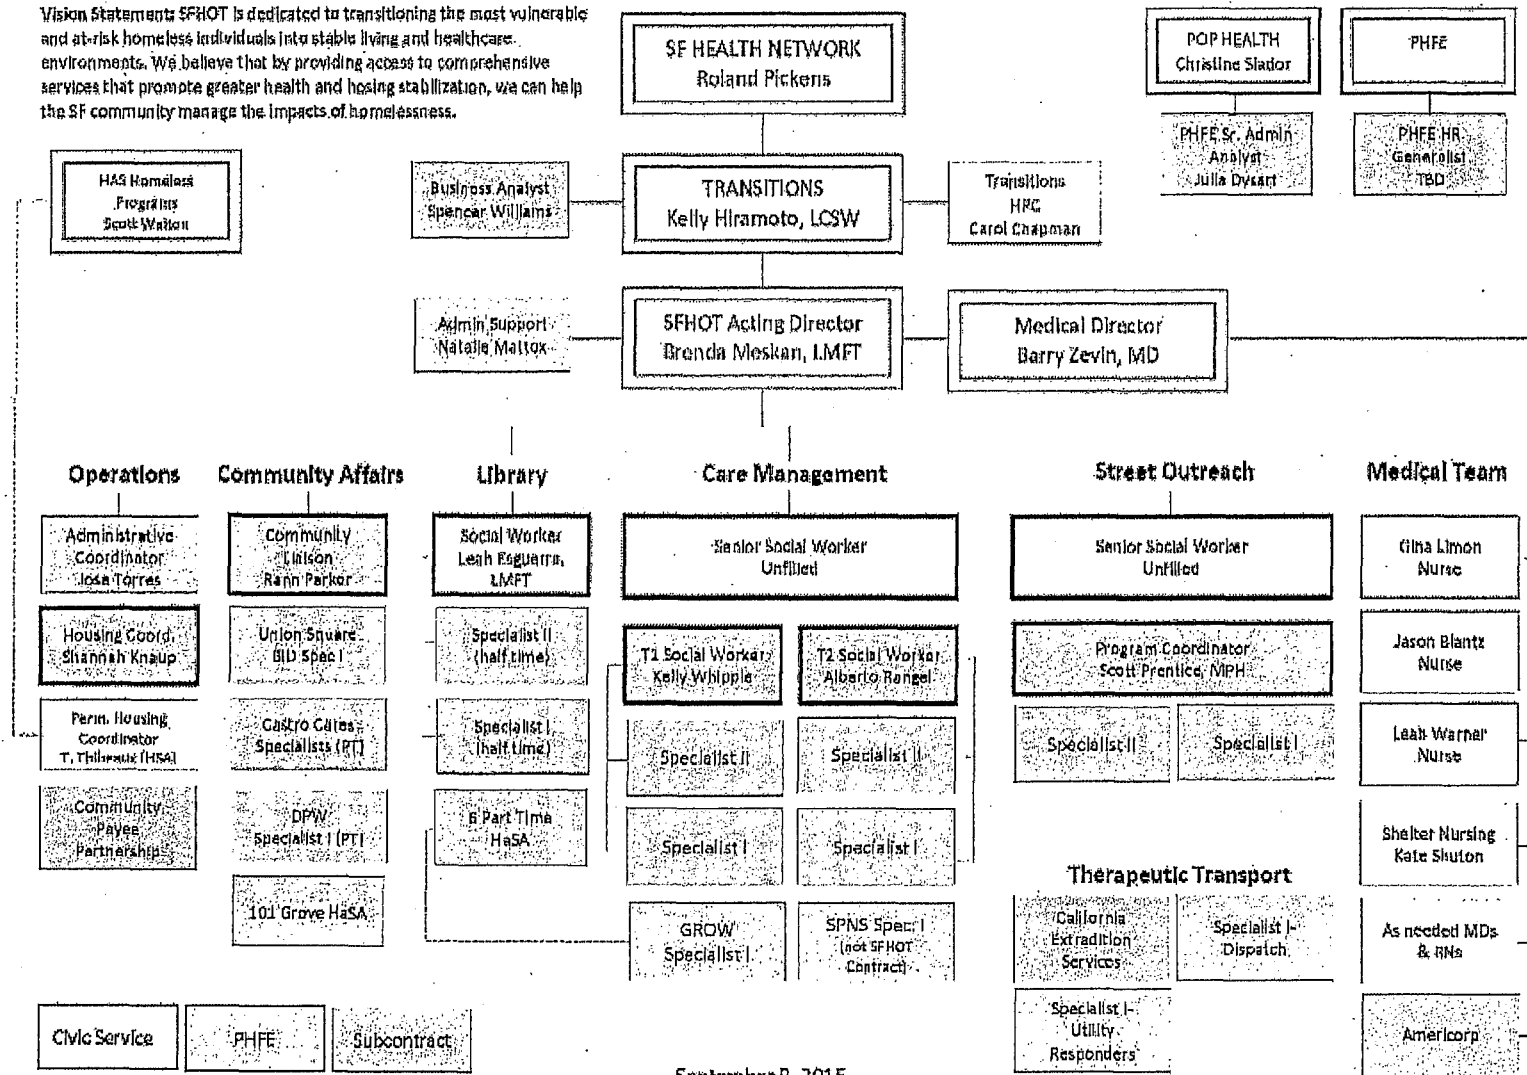 Vision Statement: SFHOT is dedicated to transitioning the most vulnerable
and at-risk homeless individuals into stable living and healthcare
environments. We believe that by providing access to comprehensive
services that promote greater health and hosing stabilization, we can help
the SF community manage the impacts of homelessness.
SF HEALTH NETWORK
Roland Pickens
POP HEALTH
Christine Siador
PHFE
PHFE Sr. Admin
Analyst
Julia Dysart
PHFE HR
Generalist
TBD
HAS Homeless
Programs
Scott Walton
Business Analyst
Spencer Williams
TRANSITIONS
Kelly Hiramoto, LCSW
Transitions
HPC
Carol Chapman
Admin Support
Natalie Mattox
SFHOT Acting Director
Brenda Meskan, LMFT
Medical Director
Barry Zevin, MD
Operations
Community Affairs
Library
Care Management
Street Outreach
Medical Team
Administrative
Coordinator
Jose Torres
Housing Coord.
Shannah Knaup
Perm. Housing
Coordinator
T. Thibeaux (HSA)
Community
Payee
Partnership
Community
Liaison
Rann Parker
Union Square
BID Spec I
Castro Cares
Specialists (PT)
DPW
Specialist I (PT)
101 Grove HaSA
Social Worker
Leah Esguerra,
LMFT
Specialist II
(half time)
Specialist I
(half time)
6 Part Time
HaSA
Senior Social Worker
Unfilled
T1 Social Worker
Kelly Whipple
T2 Social Worker
Alberto Rangel
Specialist II
Specialist II
Specialist I
Specialist I
GROW
Specialist I
SPNS Spec. I
(not SFHOT
Contract)
Senior Social Worker
Unfilled
Program Coordinator
Scott Prentice, MPH
Specialist II
Specialist I
Therapeutic Transport
California
Extradition
Services
Specialist I-
Dispatch
Specialist I-
Utility
Responders
Gina Limon
Nurse
Jason Blantz
Nurse
Leah Warner
Nurse
Shelter Nursing
Kate Shuton
As needed MDs
& RNs
Americorp
Civic Service
PHFE
Subcontract
September 8, 2015